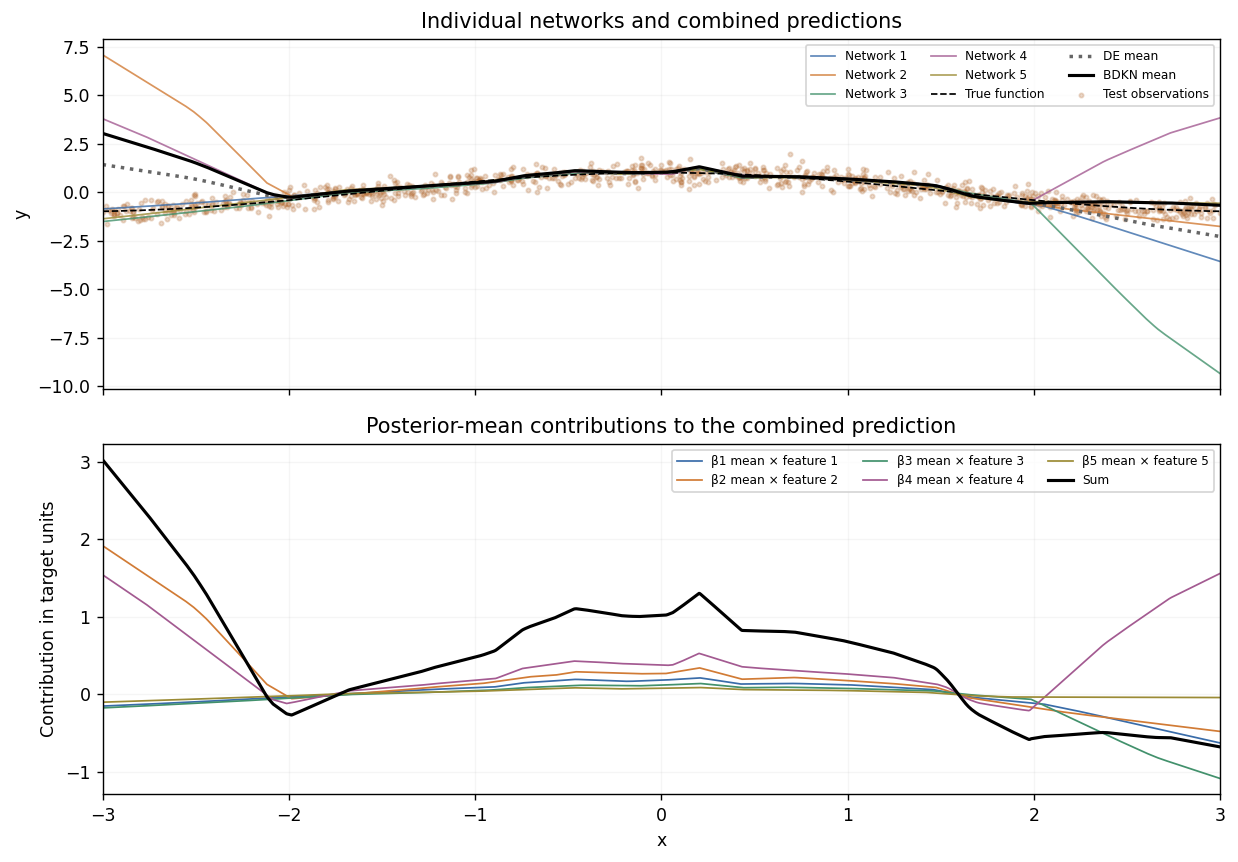 Individual networks and combined predictions
7.5
5.0
2.5
0.0
−2.5
−5.0
−7.5
−10.0
y
Network 1
Network 2
Network 3
Network 4
Network 5
True function
DE mean
BDKN mean
Test observations
Posterior-mean contributions to the combined prediction
3
2
1
0
−1
Contribution in target units
β1 mean × feature 1
β2 mean × feature 2
β3 mean × feature 3
β4 mean × feature 4
β5 mean × feature 5
Sum
−3
−2
−1
0
1
2
3
x